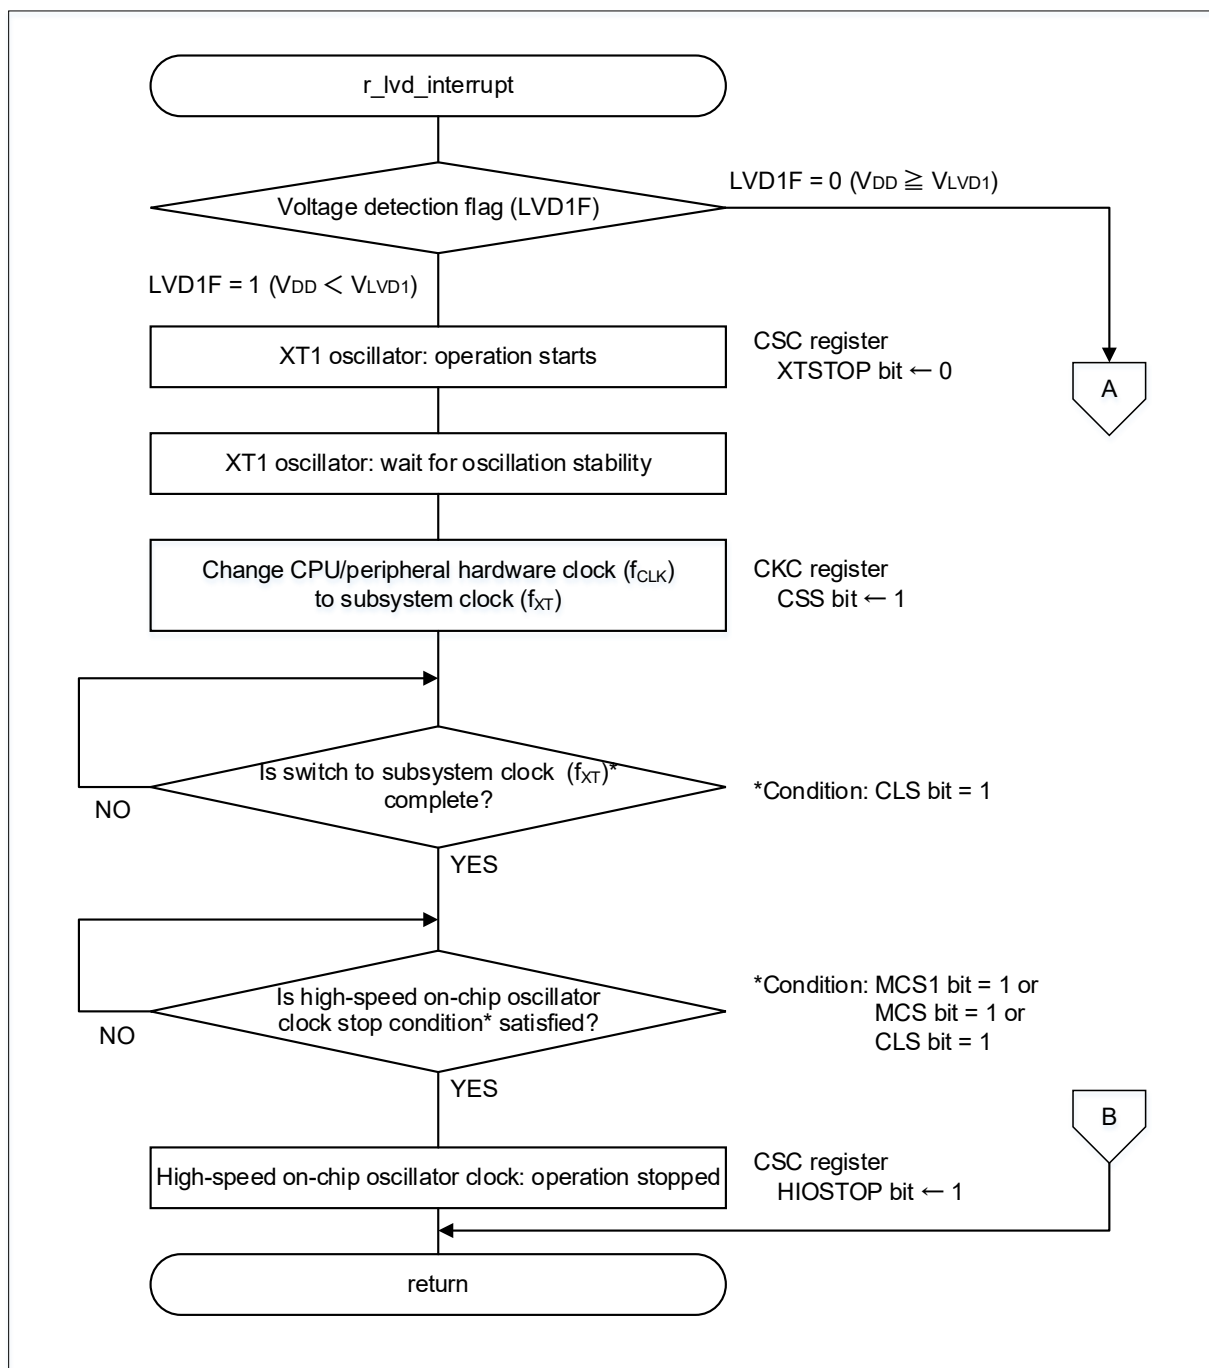 r_lvd_interrupt
LVD1F = 0 (VDD ≧ VLVD1)
Voltage detection flag (LVD1F)
LVD1F = 1 (VDD < VLVD1)
XT1 oscillator: operation starts
CSC register
XTSTOP bit ← 0
A
XT1 oscillator: wait for oscillation stability
Change CPU/peripheral hardware clock (fCLK)
to subsystem clock (fXT)
CKC register
CSS bit ← 1
Is switch to subsystem clock (fXT)*
complete?
*Condition: CLS bit = 1
NO
YES
Is high-speed on-chip oscillator
clock stop condition* satisfied?
*Condition: MCS1 bit = 1 or
MCS bit = 1 or
CLS bit = 1
NO
YES
B
High-speed on-chip oscillator clock: operation stopped
CSC register
HIOSTOP bit ← 1
return